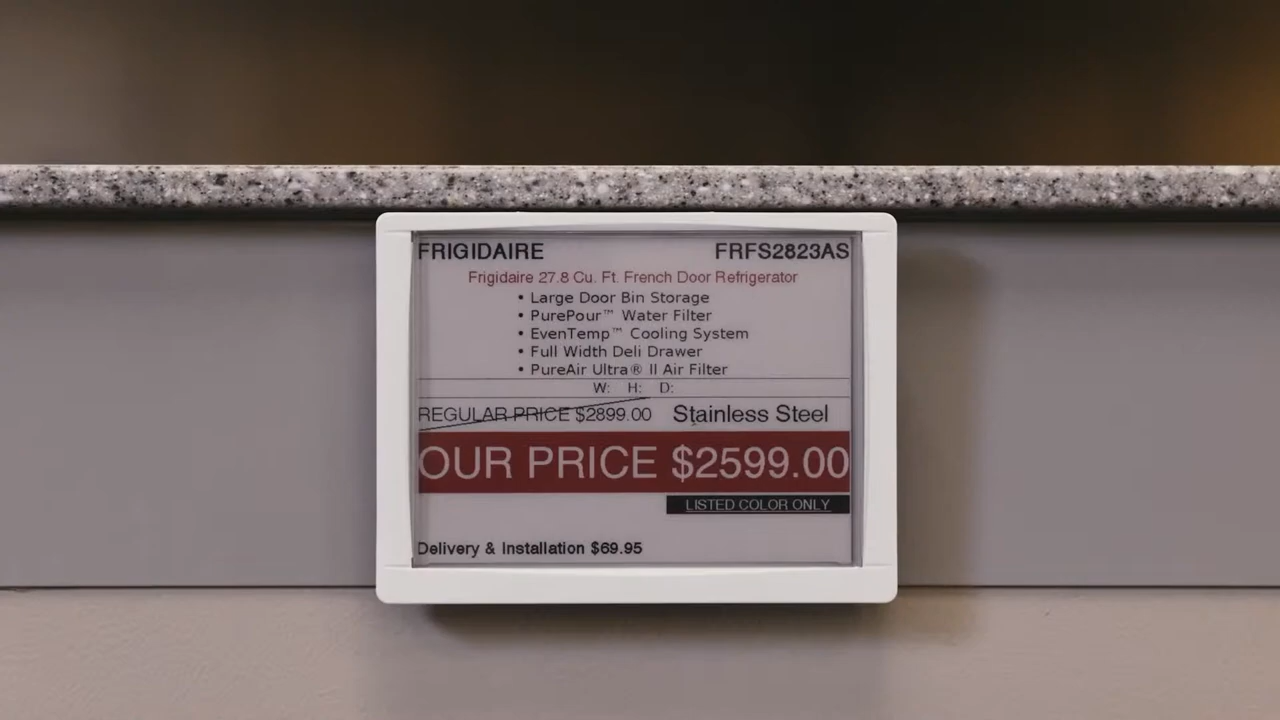 FRIGIDAIRE FRFS2823AS
Frigidaire 27.8 Cu. Ft. French Door Refrigerator
• Large Door Bin Storage
• PurePour™ Water Filter
• EvenTemp™ Cooling System
• Full Width Deli Drawer
• PureAir Ultra® II Air Filter
W: H: D:
REGULAR PRICE $2899.00 Stainless Steel
OUR PRICE $2599.00
LISTED COLOR ONLY
Delivery & Installation $69.95